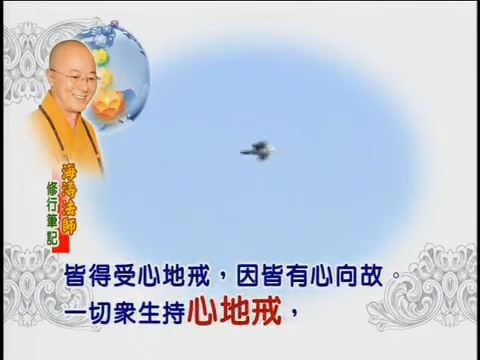 海濤法師
修行筆記
皆得受心地戒，因皆有心向故。
一切眾生持心地戒，